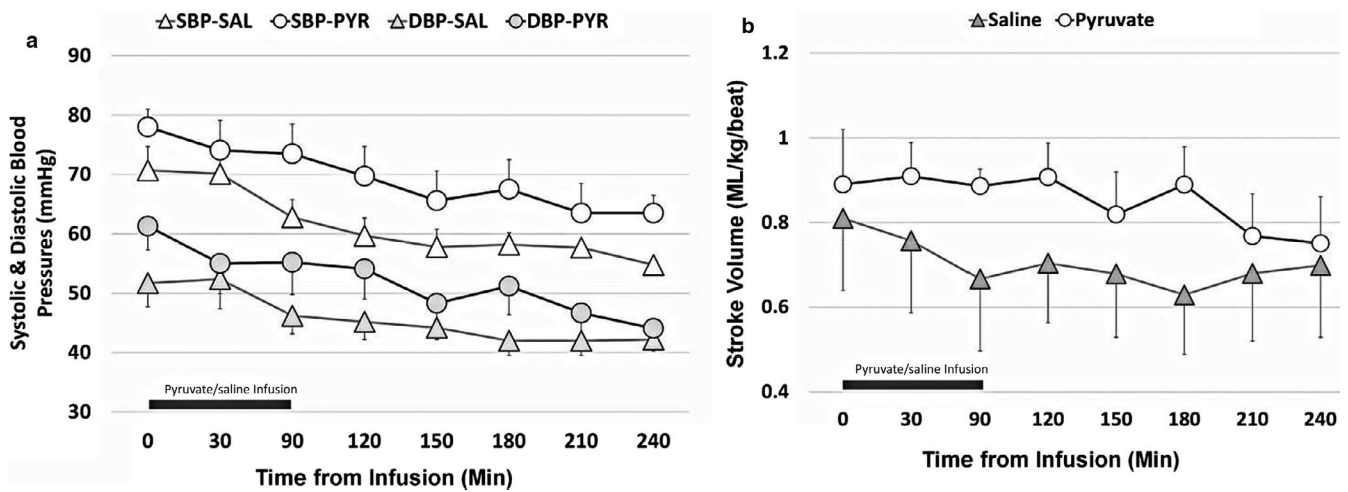 a
SBP-SAL SBP-PYR DBP-SAL DBP-PYR
90
80
70
60
50
40
30
Systolic & Diastolic Blood
Pressures (mmHg)
Pyruvate/saline Infusion
0 30 90 120 150 180 210 240
Time from Infusion (Min)
b
Saline Pyruvate
1.2
1
0.8
0.6
0.4
Stroke Volume (ML/kg/beat)
Pyruvate/saline Infusion
0 30 90 120 150 180 210 240
Time from Infusion (Min)